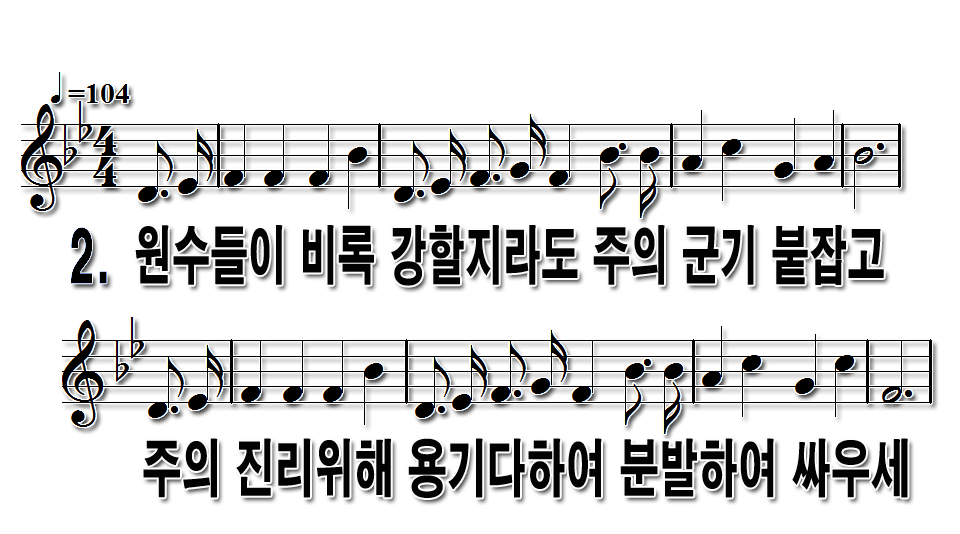 =104
4
4
2. 원수들이 비록 강할지라도 주의 군기 붙잡고
주의 진리위해 용기다하여 분발하여 싸우세